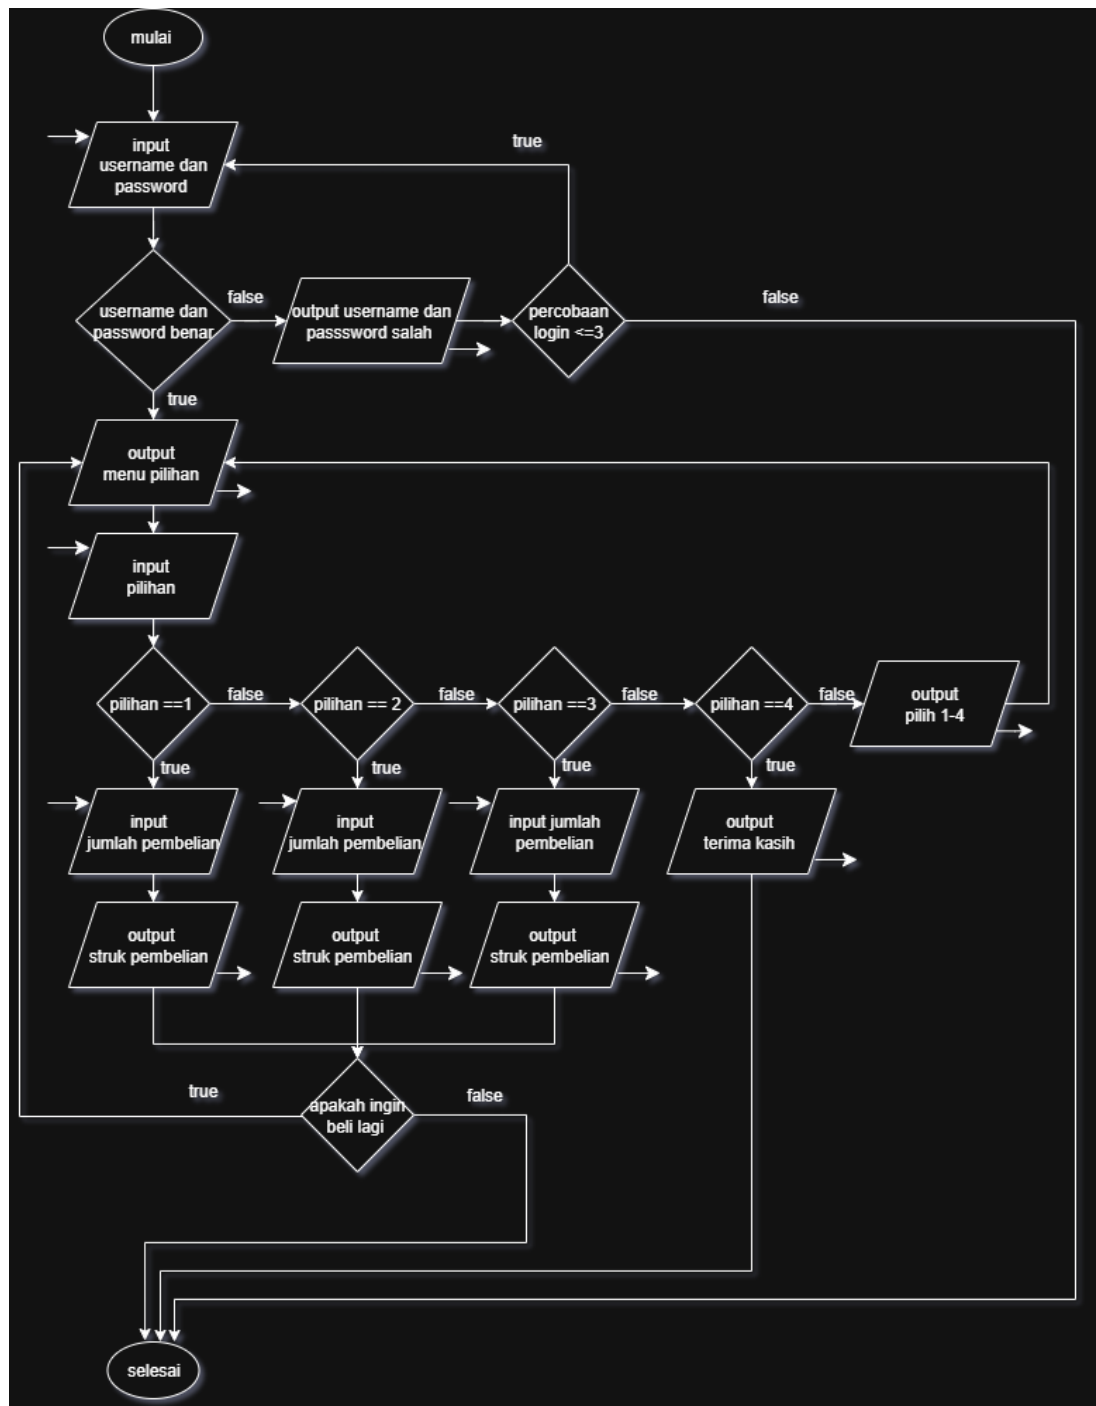 mulai
input
username dan
password
true
username dan
password benar
false
output username dan
passsword salah
percobaan
login <=3
false
true
output
menu pilihan
input
pilihan
pilihan ==1
false
pilihan == 2
false
pilihan ==3
false
pilihan ==4
false
output
pilih 1-4
true
true
true
true
input
jumlah pembelian
input
jumlah pembelian
input jumlah
pembelian
output
terima kasih
output
struk pembelian
output
struk pembelian
output
struk pembelian
true
apakah ingin
beli lagi
false
selesai